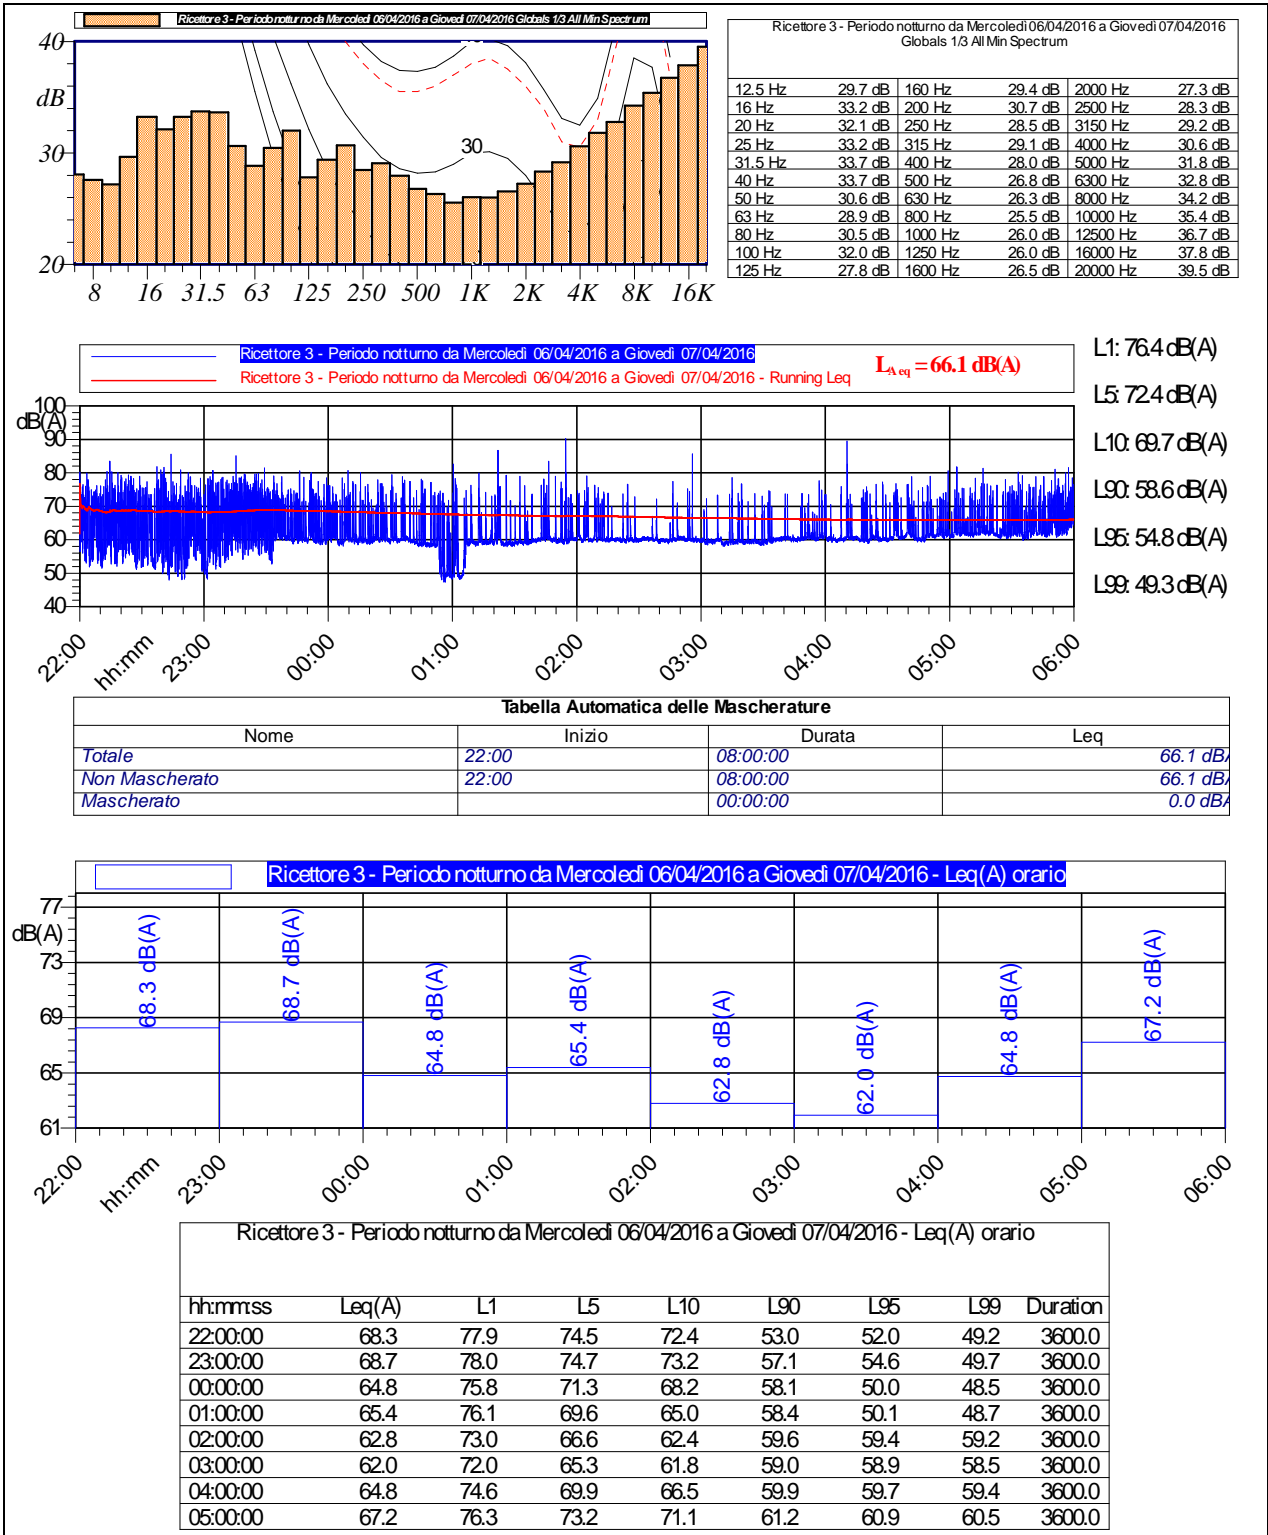 Ricettore 3 - Periodo notturno da Mercoledì 06/04/2016 a Giovedì 07/04/2016 Globals 1/3 All Min Spectrum
40
dB
30
20
30
8 16 31.5 63 125 250 500 1K 2K 4K 8K 16K
Ricettore 3 - Periodo notturno da Mercoledì 06/04/2016 a Giovedì 07/04/2016
Globals 1/3 All Min Spectrum
12.5 Hz 29.7 dB 160 Hz 29.4 dB 2000 Hz 27.3 dB
16 Hz 33.2 dB 200 Hz 30.7 dB 2500 Hz 28.3 dB
20 Hz 32.1 dB 250 Hz 28.5 dB 3150 Hz 29.2 dB
25 Hz 33.2 dB 315 Hz 29.1 dB 4000 Hz 30.6 dB
31.5 Hz 33.7 dB 400 Hz 28.0 dB 5000 Hz 31.8 dB
40 Hz 33.7 dB 500 Hz 26.8 dB 6300 Hz 32.8 dB
50 Hz 30.6 dB 630 Hz 26.3 dB 8000 Hz 34.2 dB
63 Hz 28.9 dB 800 Hz 25.5 dB 10000 Hz 35.4 dB
80 Hz 30.5 dB 1000 Hz 26.0 dB 12500 Hz 36.7 dB
100 Hz 32.0 dB 1250 Hz 26.0 dB 16000 Hz 37.8 dB
125 Hz 27.8 dB 1600 Hz 26.5 dB 20000 Hz 39.5 dB
Ricettore 3 - Periodo notturno da Mercoledì 06/04/2016 a Giovedì 07/04/2016
Ricettore 3 - Periodo notturno da Mercoledì 06/04/2016 a Giovedì 07/04/2016 - Running Leq
LA eq = 66.1 dB(A)
L1: 76.4 dB(A)
L5: 72.4 dB(A)
L10: 69.7 dB(A)
L90: 58.6 dB(A)
L95: 54.8 dB(A)
L99: 49.3 dB(A)
100
dB(A)
90
80
70
60
50
40
22:00 hh:mm 23:00 00:00 01:00 02:00 03:00 04:00 05:00 06:00
Tabella Automatica delle Mascherature
Nome Inizio Durata Leq
Totale 22:00 08:00:00 66.1 dBA
Non Mascherato 22:00 08:00:00 66.1 dBA
Mascherato 00:00:00 0.0 dBA
Ricettore 3 - Periodo notturno da Mercoledì 06/04/2016 a Giovedì 07/04/2016 - Leq(A) orario
77
dB(A)
73
69
65
61
68.3 dB(A)
68.7 dB(A)
64.8 dB(A)
65.4 dB(A)
62.8 dB(A)
62.0 dB(A)
64.8 dB(A)
67.2 dB(A)
22:00 hh:mm 23:00 00:00 01:00 02:00 03:00 04:00 05:00 06:00
Ricettore 3 - Periodo notturno da Mercoledì 06/04/2016 a Giovedì 07/04/2016 - Leq(A) orario
hh:mm:ss Leq(A) L1 L5 L10 L90 L95 L99 Duration
22:00:00 68.3 77.9 74.5 72.4 53.0 52.0 49.2 3600.0
23:00:00 68.7 78.0 74.7 73.2 57.1 54.6 49.7 3600.0
00:00:00 64.8 75.8 71.3 68.2 58.1 50.0 48.5 3600.0
01:00:00 65.4 76.1 69.6 65.0 58.4 50.1 48.7 3600.0
02:00:00 62.8 73.0 66.6 62.4 59.6 59.4 59.2 3600.0
03:00:00 62.0 72.0 65.3 61.8 59.0 58.9 58.5 3600.0
04:00:00 64.8 74.6 69.9 66.5 59.9 59.7 59.4 3600.0
05:00:00 67.2 76.3 73.2 71.1 61.2 60.9 60.5 3600.0